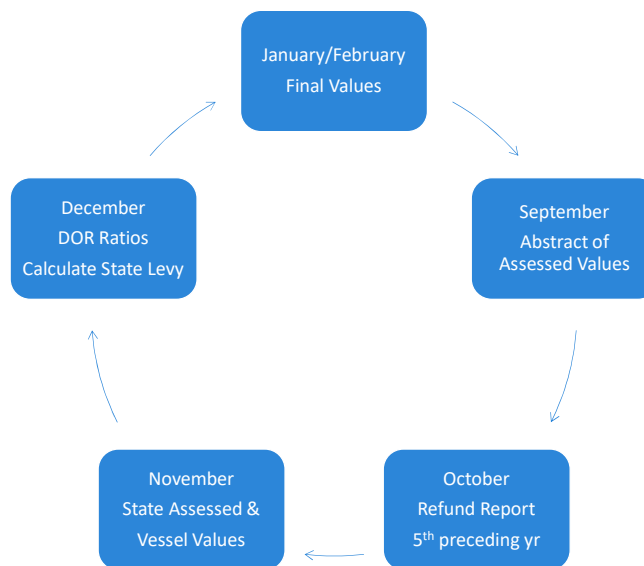 January/February
Final Values
September
Abstract of
Assessed Values
October
Refund Report
5th preceding yr
November
State Assessed &
Vessel Values
December
DOR Ratios
Calculate State Levy